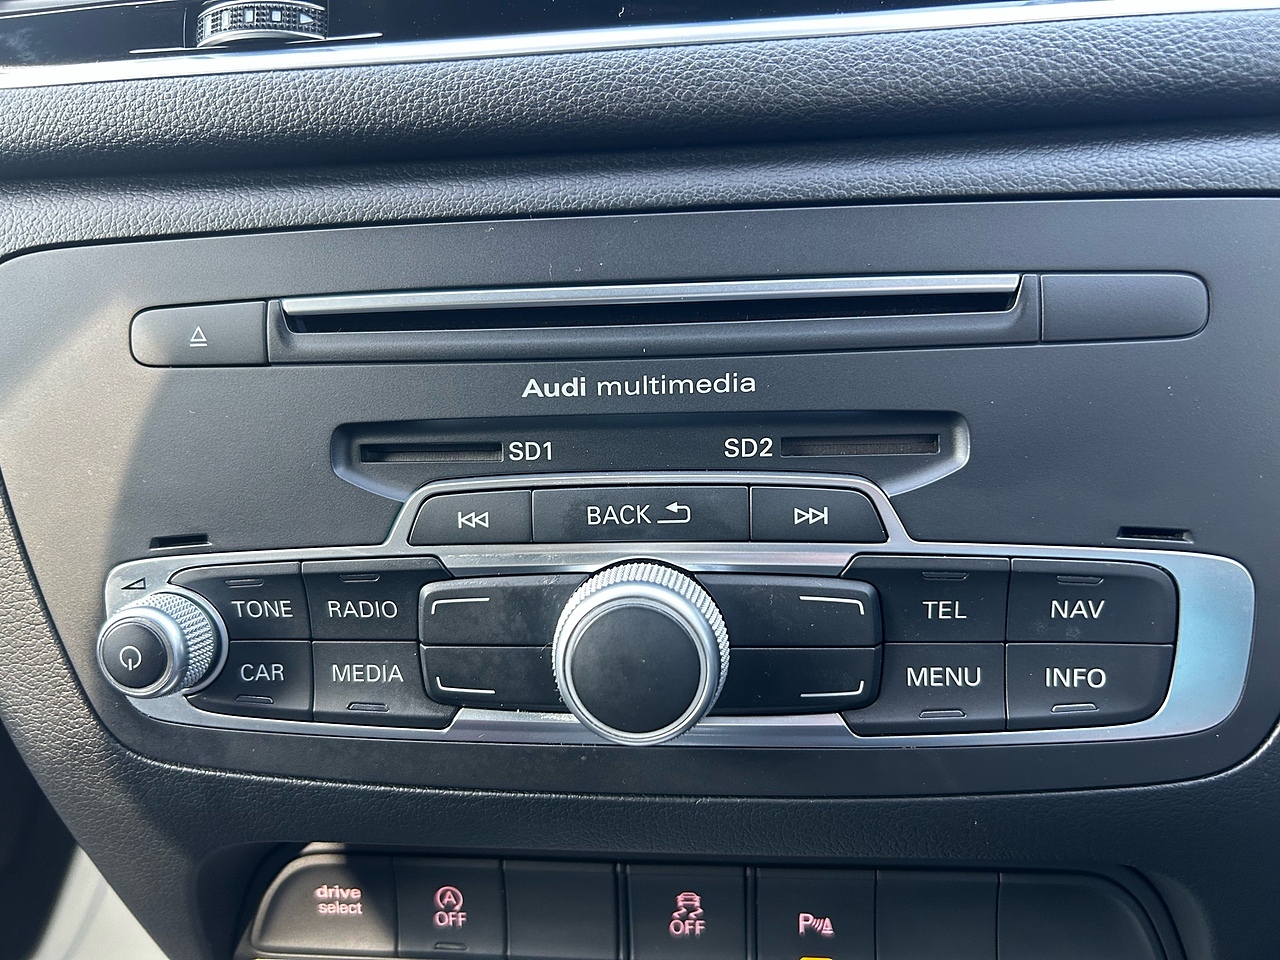 Audi multimedia
SD1 SD2
BACK
TONE RADIO TEL NAV
CAR MEDIA MENU INFO
drive
select
A
OFF
OFF
P